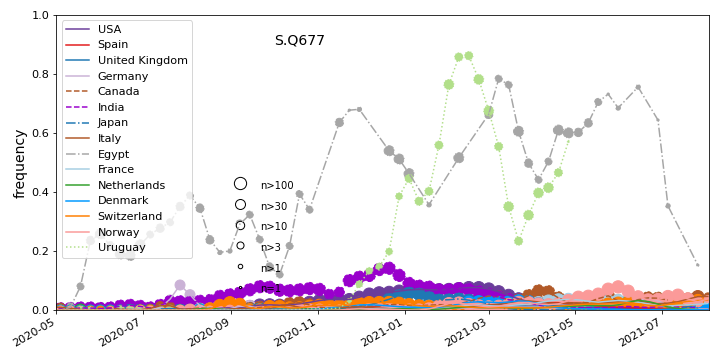 S.Q677
1.0
0.8
0.6
0.4
0.2
0.0
frequency
USA
Spain
United Kingdom
Germany
Canada
India
Japan
Italy
Egypt
France
Netherlands
Denmark
Switzerland
Norway
Uruguay
n>100
n>30
n>10
n>3
n>1
n=1
2020-05
2020-07
2020-09
2020-11
2021-01
2021-03
2021-05
2021-07